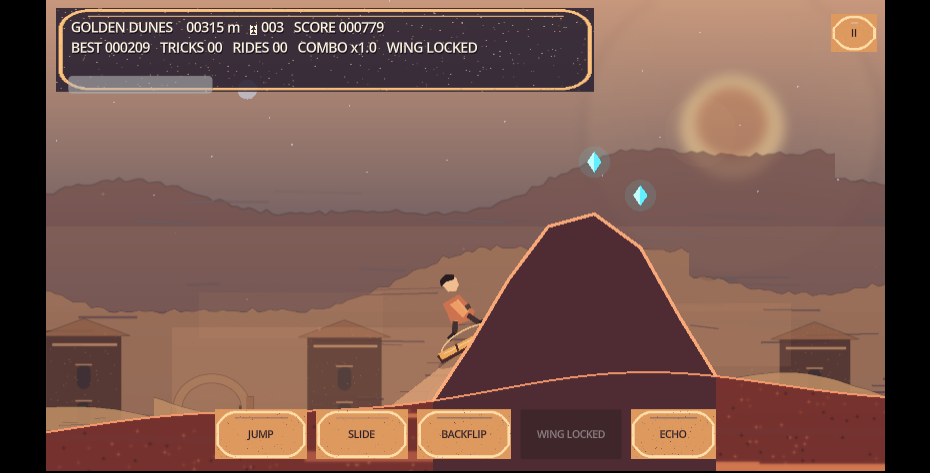 GOLDEN DUNES 00315 m 003 SCORE 000779
BEST 000209 TRICKS 00 RIDES 00 COMBO x1.0 WING LOCKED
II
JUMP
SLIDE
BACKFLIP
WING LOCKED
ECHO